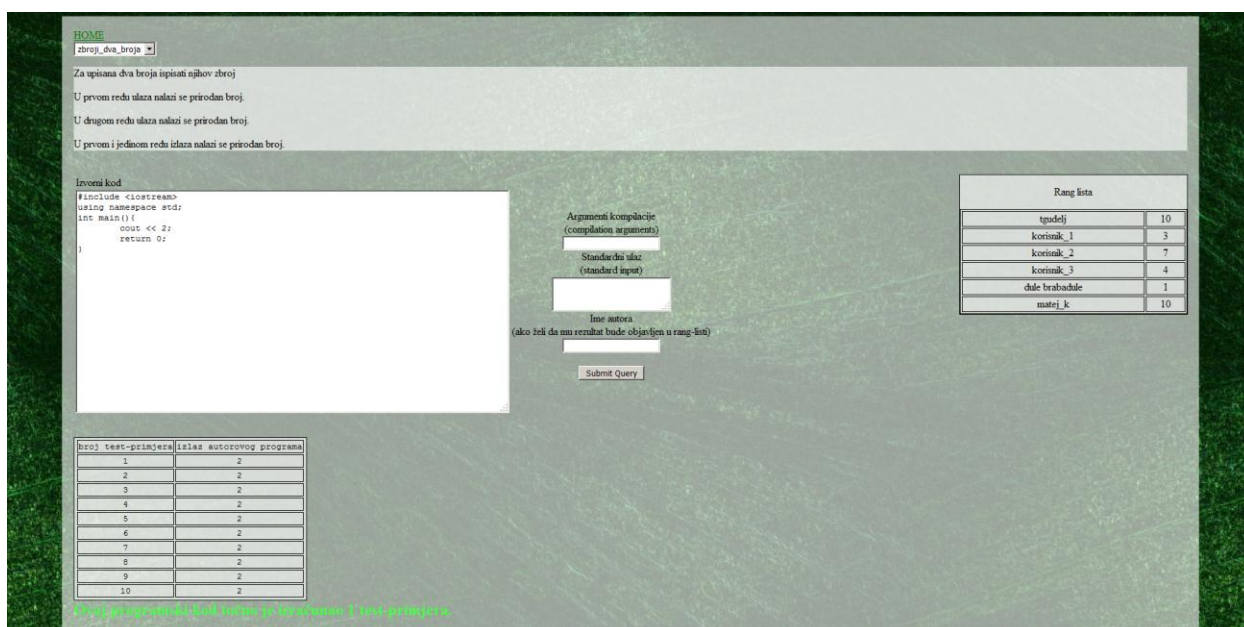 HOME
zbroji_dva_broja
Za upisana dva broja ispisati njihov zbroj
U prvom redu ulaza nalazi se prirodan broj.
U drugom redu ulaza nalazi se prirodan broj.
U prvom i jedinom redu izlaza nalazi se prirodan broj.
Izvorni kod
#include <iostream>
using namespace std;
int main(){
cout << 2;
return 0;
}
Argumenti kompilacije
(compilation arguments)
Standardni ulaz
(standard input)
Ime autora
(ako želi da mu rezultat bude objavljen u rang-listi)
Submit Query
Rang lista
tgudelj 10
korisnik_1 3
korisnik_2 7
korisnik_3 4
dule brabadule 1
matej_k 10
broj test-primjera izlaz autorovog programa
1 2
2 2
3 2
4 2
5 2
6 2
7 2
8 2
9 2
10 2
Ovaj programski kod točno je izračunao 1 test-primjera.